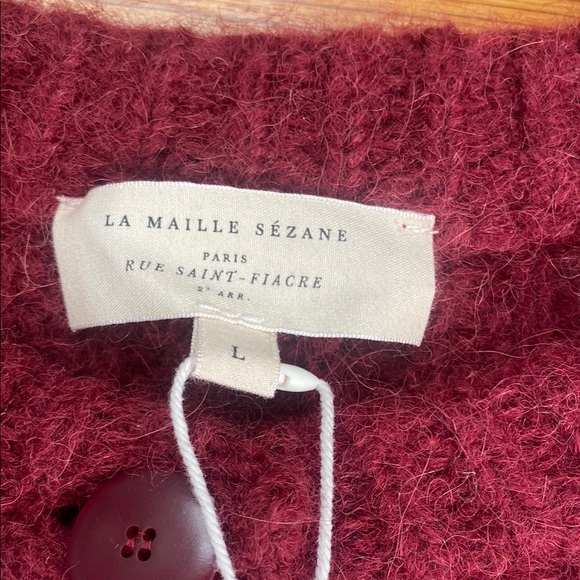 LA MAILLE SÉZANE
PARIS
RUE SAINT-FIACRE
2e ARR.
L